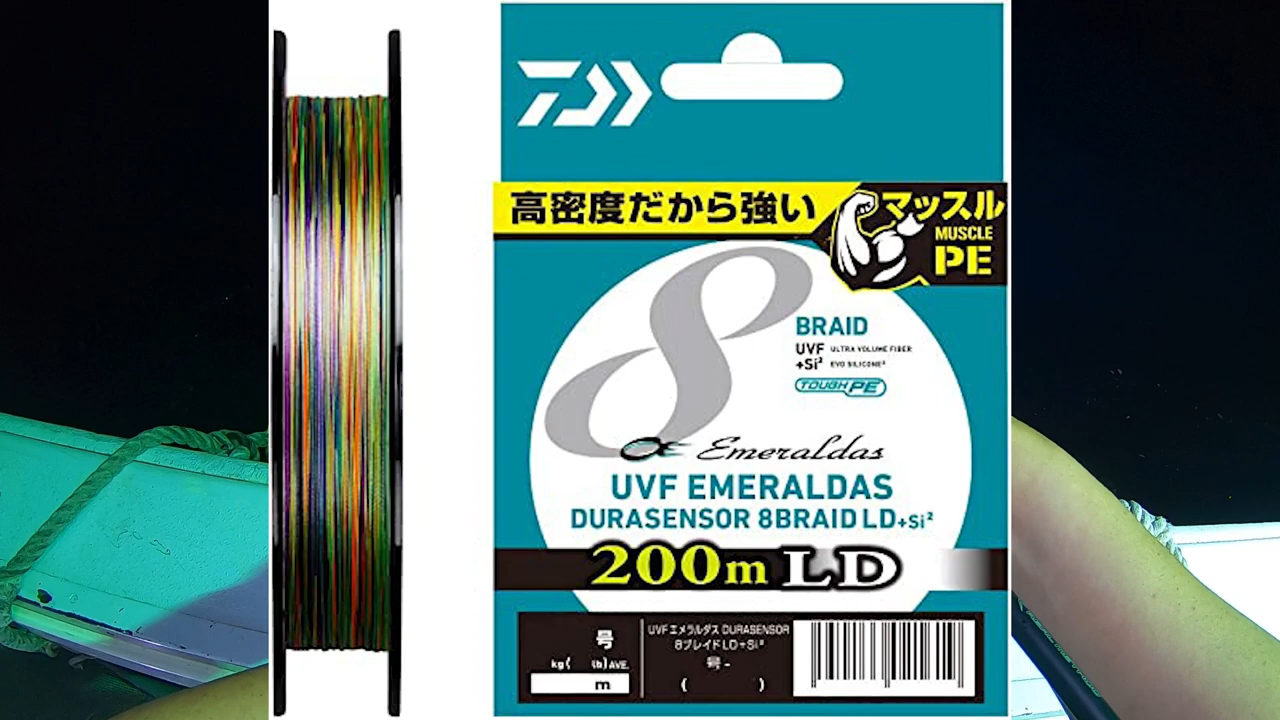 高密度だから強い
マッスル
MUSCLE
PE
8
BRAID
UVF ULTRA VOLUME FIBER
+Si² EVO SILICONE²
TOUGH PE
Emeraldas
UVF EMERALDAS
DURASENSOR 8BRAID LD+Si²
200m LD
号
kg( lb)AVE.
m
UVFエメラルダス DURASENSOR
8ブレイドLD+Si²
号-
( )